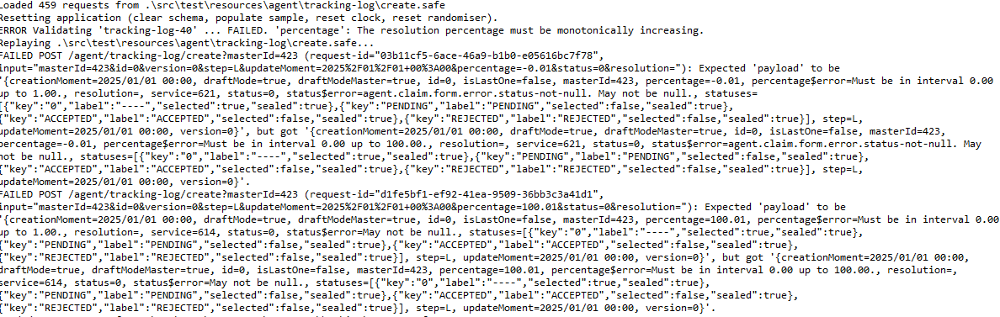 Loaded 459 requests from .\src\test\resources\agent\tracking-log\create.safe
Resetting application (clear schema, populate sample, reset clock, reset randomiser).
ERROR Validating 'tracking-log-40' ... FAILED. 'percentage': The resolution percentage must be monotonically increasing.
Replaying .\src\test\resources\agent\tracking-log\create.safe...
FAILED POST /agent/tracking-log/create?masterId=423 (request-id="03b11cf5-6ace-46a9-b1b0-e05616bc7f78",
input="masterId=423&id=0&version=0&step=L&updateMoment=2025%2F01%2F01+00%3A00&percentage=-0.01&status=0&resolution="): Expected 'payload' to be
'{creationMoment=2025/01/01 00:00, draftMode=true, draftModeMaster=true, id=0, isLastOne=false, masterId=423, percentage=-0.01, percentage$error=Must be in interval 0.00
up to 1.00., resolution=, service=621, status=0, status$error=agent.claim.form.error.status-not-null. May not be null., statuses=
[{"key":"0","label":"----","selected":true,"sealed":true},{"key":"PENDING","label":"PENDING","selected":false,"sealed":true},
{"key":"ACCEPTED","label":"ACCEPTED","selected":false,"sealed":true},{"key":"REJECTED","label":"REJECTED","selected":false,"sealed":true}], step=L,
updateMoment=2025/01/01 00:00, version=0}', but got '{creationMoment=2025/01/01 00:00, draftMode=true, draftModeMaster=true, id=0, isLastOne=false, masterId=423,
percentage=-0.01, percentage$error=Must be in interval 0.00 up to 100.00., resolution=, service=621, status=0, status$error=agent.claim.form.error.status-not-null. May
not be null., statuses=[{"key":"0","label":"----","selected":true,"sealed":true},{"key":"PENDING","label":"PENDING","selected":false,"sealed":true},
{"key":"ACCEPTED","label":"ACCEPTED","selected":false,"sealed":true},{"key":"REJECTED","label":"REJECTED","selected":false,"sealed":true}], step=L,
updateMoment=2025/01/01 00:00, version=0}'.
FAILED POST /agent/tracking-log/create?masterId=423 (request-id="d1fe5bf1-ef92-41ea-9509-36bb3c3a41d1",
input="masterId=423&id=0&version=0&step=L&updateMoment=2025%2F01%2F01+00%3A00&percentage=100.01&status=0&resolution="): Expected 'payload' to be
'{creationMoment=2025/01/01 00:00, draftMode=true, draftModeMaster=true, id=0, isLastOne=false, masterId=423, percentage=100.01, percentage$error=Must be in interval 0.00
up to 1.00., resolution=, service=614, status=0, status$error=May not be null., statuses=[{"key":"0","label":"----","selected":true,"sealed":true},
{"key":"PENDING","label":"PENDING","selected":false,"sealed":true},{"key":"ACCEPTED","label":"ACCEPTED","selected":false,"sealed":true},
{"key":"REJECTED","label":"REJECTED","selected":false,"sealed":true}], step=L, updateMoment=2025/01/01 00:00, version=0}', but got '{creationMoment=2025/01/01 00:00,
draftMode=true, draftModeMaster=true, id=0, isLastOne=false, masterId=423, percentage=100.01, percentage$error=Must be in interval 0.00 up to 100.00., resolution=,
service=614, status=0, status$error=May not be null., statuses=[{"key":"0","label":"----","selected":true,"sealed":true},
{"key":"PENDING","label":"PENDING","selected":false,"sealed":true},{"key":"ACCEPTED","label":"ACCEPTED","selected":false,"sealed":true},
{"key":"REJECTED","label":"REJECTED","selected":false,"sealed":true}], step=L, updateMoment=2025/01/01 00:00, version=0}'.